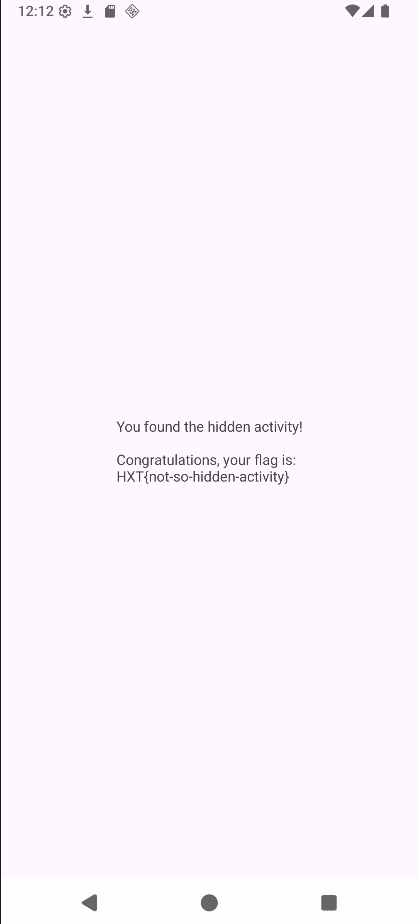 12:12
You found the hidden activity!
Congratulations, your flag is:
HXT{not-so-hidden-activity}